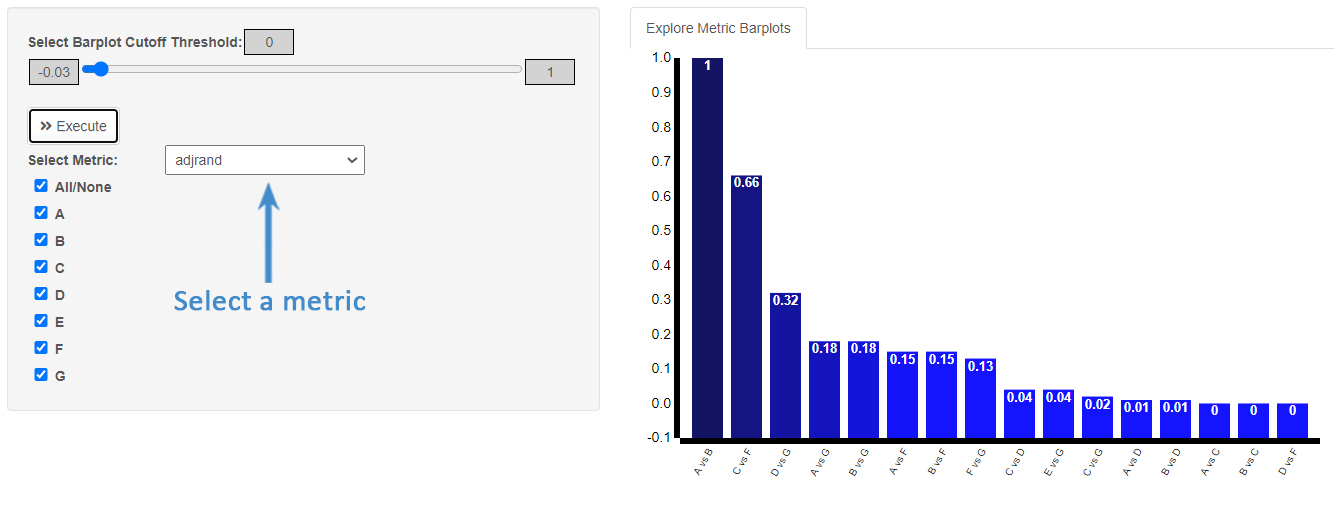 Select Barplot Cutoff Threshold: 0
-0.03 1
Execute
Select Metric: adjrand
All/None
A
B
C
D
E
F
G
Select a metric
Explore Metric Barplots
1.0
0.9
0.8
0.7
0.6
0.5
0.4
0.3
0.2
0.1
0.0
-0.1
1
0.66
0.32
0.18
0.18
0.15
0.15
0.13
0.04
0.04
0.02
0.01
0.01
0
0
0
A vs B
C vs F
D vs G
A vs G
B vs G
A vs F
B vs F
F vs G
C vs D
E vs G
C vs G
A vs D
B vs D
A vs C
B vs C
D vs F